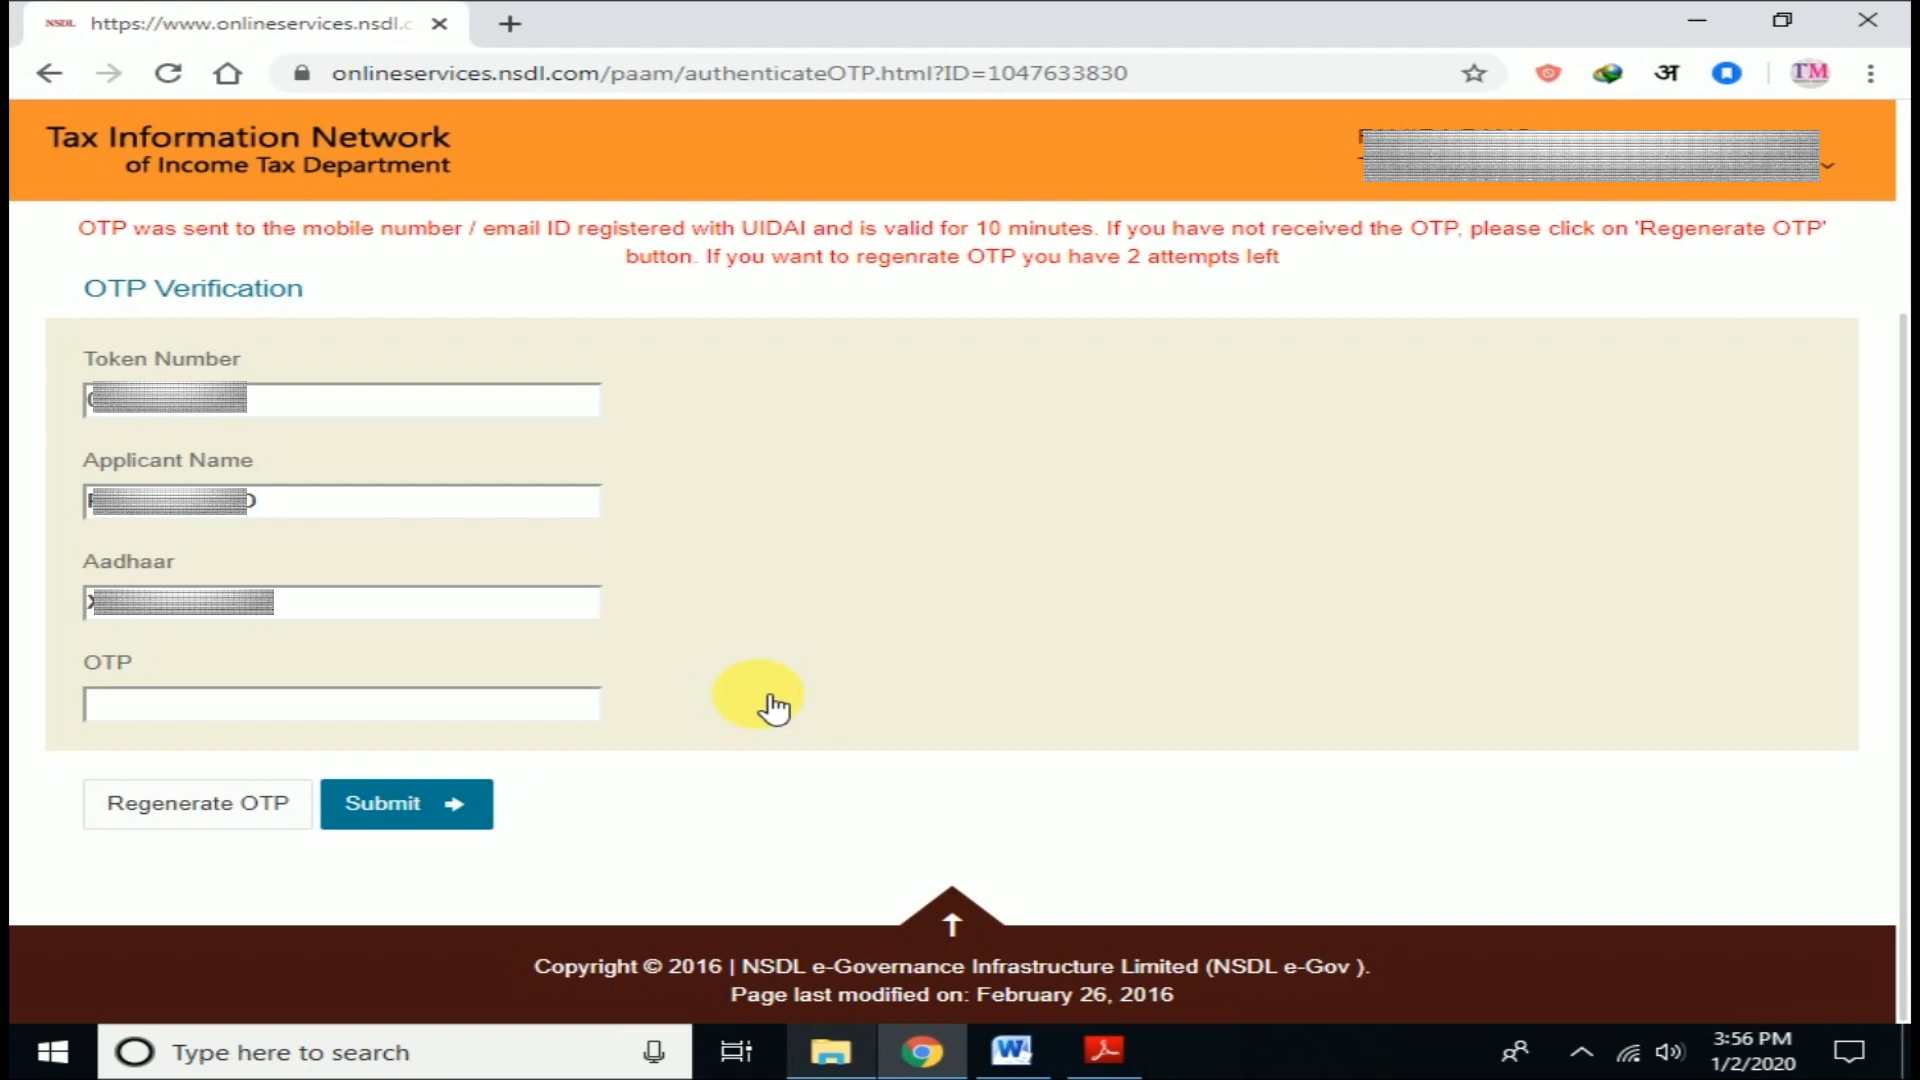 NSDL https://www.onlineservices.nsdl.c
onlineservices.nsdl.com/paam/authenticateOTP.html?ID=1047633830
अ
TM
Tax Information Network
of Income Tax Department
OTP was sent to the mobile number / email ID registered with UIDAI and is valid for 10 minutes. If you have not received the OTP, please click on 'Regenerate OTP'
button. If you want to regenrate OTP you have 2 attempts left
OTP Verification
Token Number
Applicant Name
Aadhaar
OTP
Regenerate OTP
Submit
Copyright © 2016 | NSDL e-Governance Infrastructure Limited (NSDL e-Gov ).
Page last modified on: February 26, 2016
Type here to search
W
3:56 PM
1/2/2020